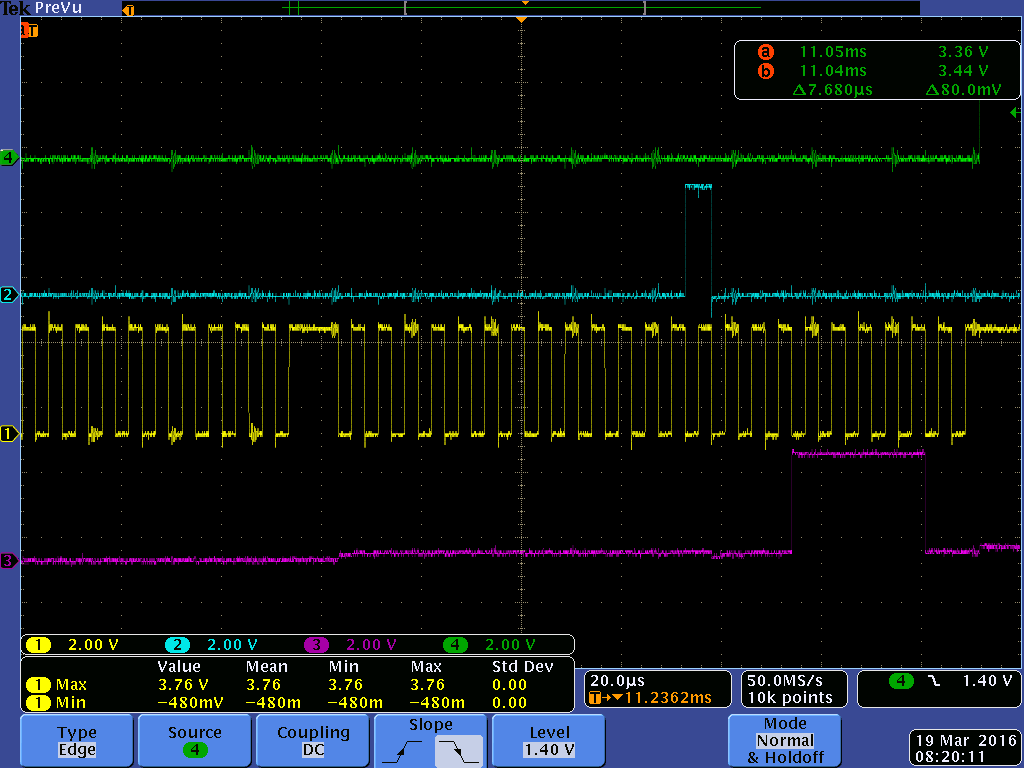 Tek PreVu
T
T
a 11.05ms 3.36 V
b 11.04ms 3.44 V
Δ7.680µs Δ80.0mV
4
2
1
3
1 2.00 V 2 2.00 V 3 2.00 V 4 2.00 V
Value Mean Min Max Std Dev
1 Max 3.76 V 3.76 3.76 3.76 0.00
1 Min −480mV −480m −480m −480m 0.00
20.0µs
T→▼11.2362ms
50.0MS/s
10k points
4 1.40 V
Type
Edge
Source
4
Coupling
DC
Slope
Level
1.40 V
Mode
Normal
& Holdoff
19 Mar 2016
08:20:11